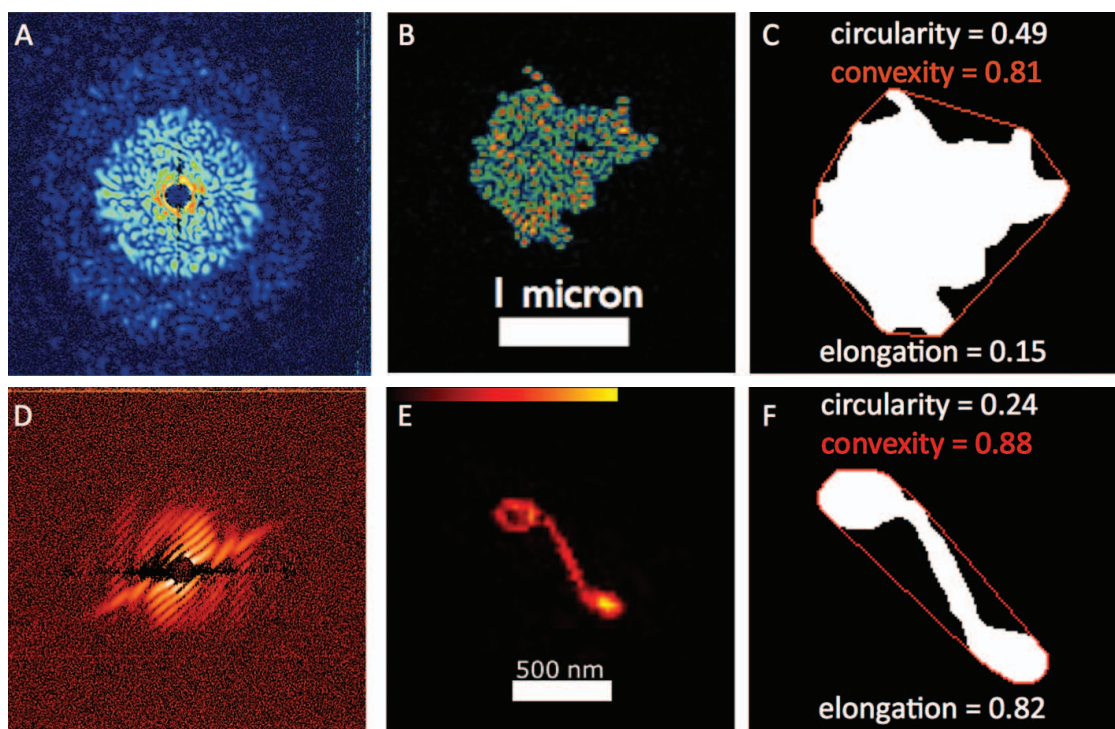 A
B
1 micron
C
circularity = 0.49
convexity = 0.81
elongation = 0.15
D
E
500 nm
F
circularity = 0.24
convexity = 0.88
elongation = 0.82